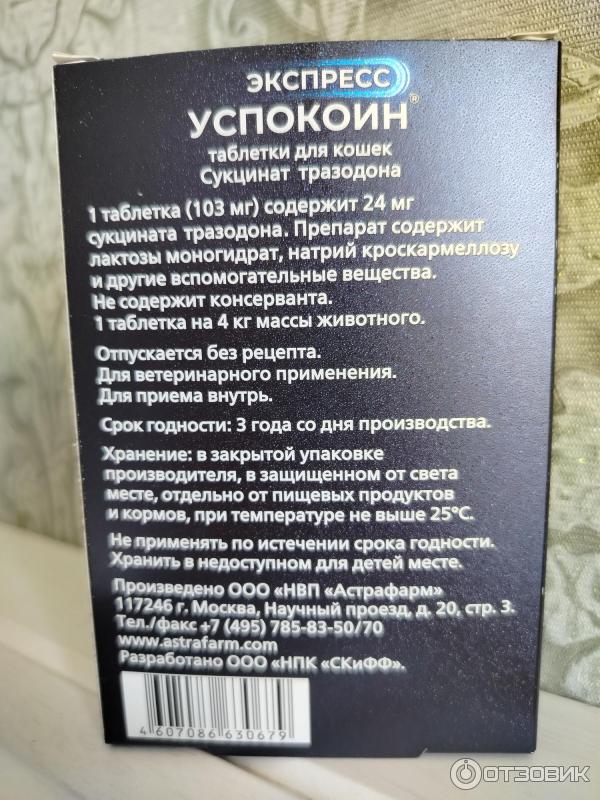 ЭКСПРЕСС
УСПОКОИН®
таблетки для кошек
Сукцинат тразодона
1 таблетка (103 мг) содержит 24 мг
сукцината тразодона. Препарат содержит
лактозы моногидрат, натрий кроскармеллозу
и другие вспомогательные вещества.
Не содержит консерванта.
1 таблетка на 4 кг массы животного.
Отпускается без рецепта.
Для ветеринарного применения.
Для приема внутрь.
Срок годности: 3 года со дня производства.
Хранение: в закрытой упаковке
производителя, в защищенном от света
месте, отдельно от пищевых продуктов
и кормов, при температуре не выше 25°С.
Не применять по истечении срока годности.
Хранить в недоступном для детей месте.
Произведено ООО «НВП «Астрафарм»
117246 г. Москва, Научный проезд, д. 20, стр. 3.
Тел./факс +7 (495) 785-83-50/70
www.astrafarm.com
Разработано ООО «НПК «СКиФФ».
4607086630679
ОТЗОВИК